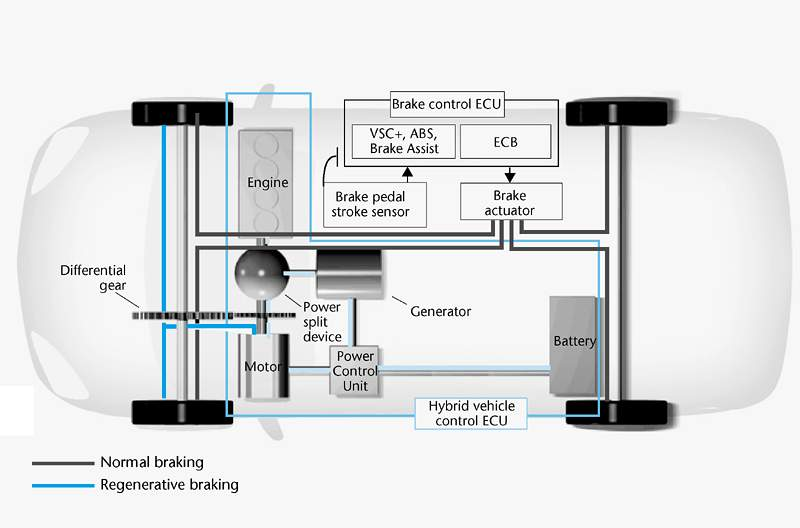 Brake control ECU
VSC+, ABS,
Brake Assist
ECB
Engine
Brake pedal
stroke sensor
Brake
actuator
Differential
gear
Power
split
device
Generator
Motor
Power
Control
Unit
Battery
Hybrid vehicle
control ECU
Normal braking
Regenerative braking